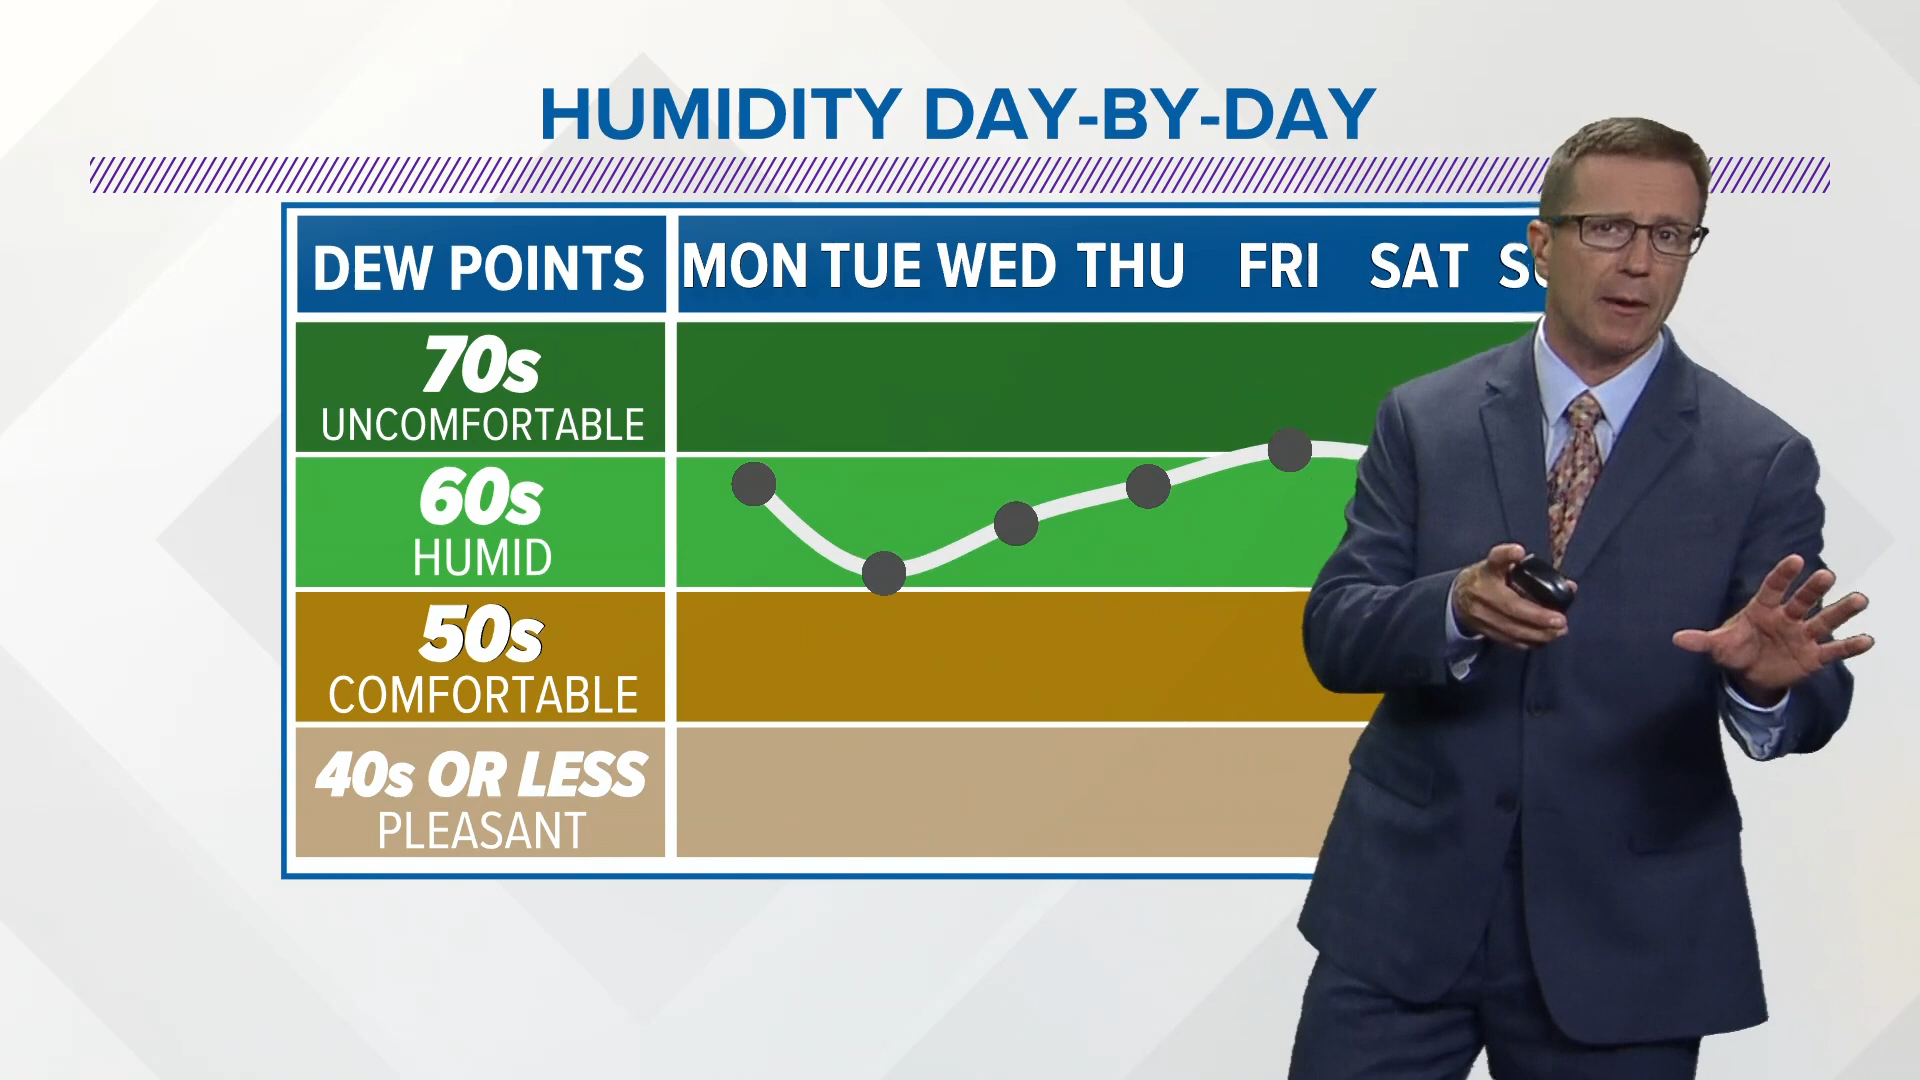 HUMIDITY DAY-BY-DAY
DEW POINTS MON TUE WED THU FRI SAT
70s
UNCOMFORTABLE
60s
HUMID
50s
COMFORTABLE
40s OR LESS
PLEASANT